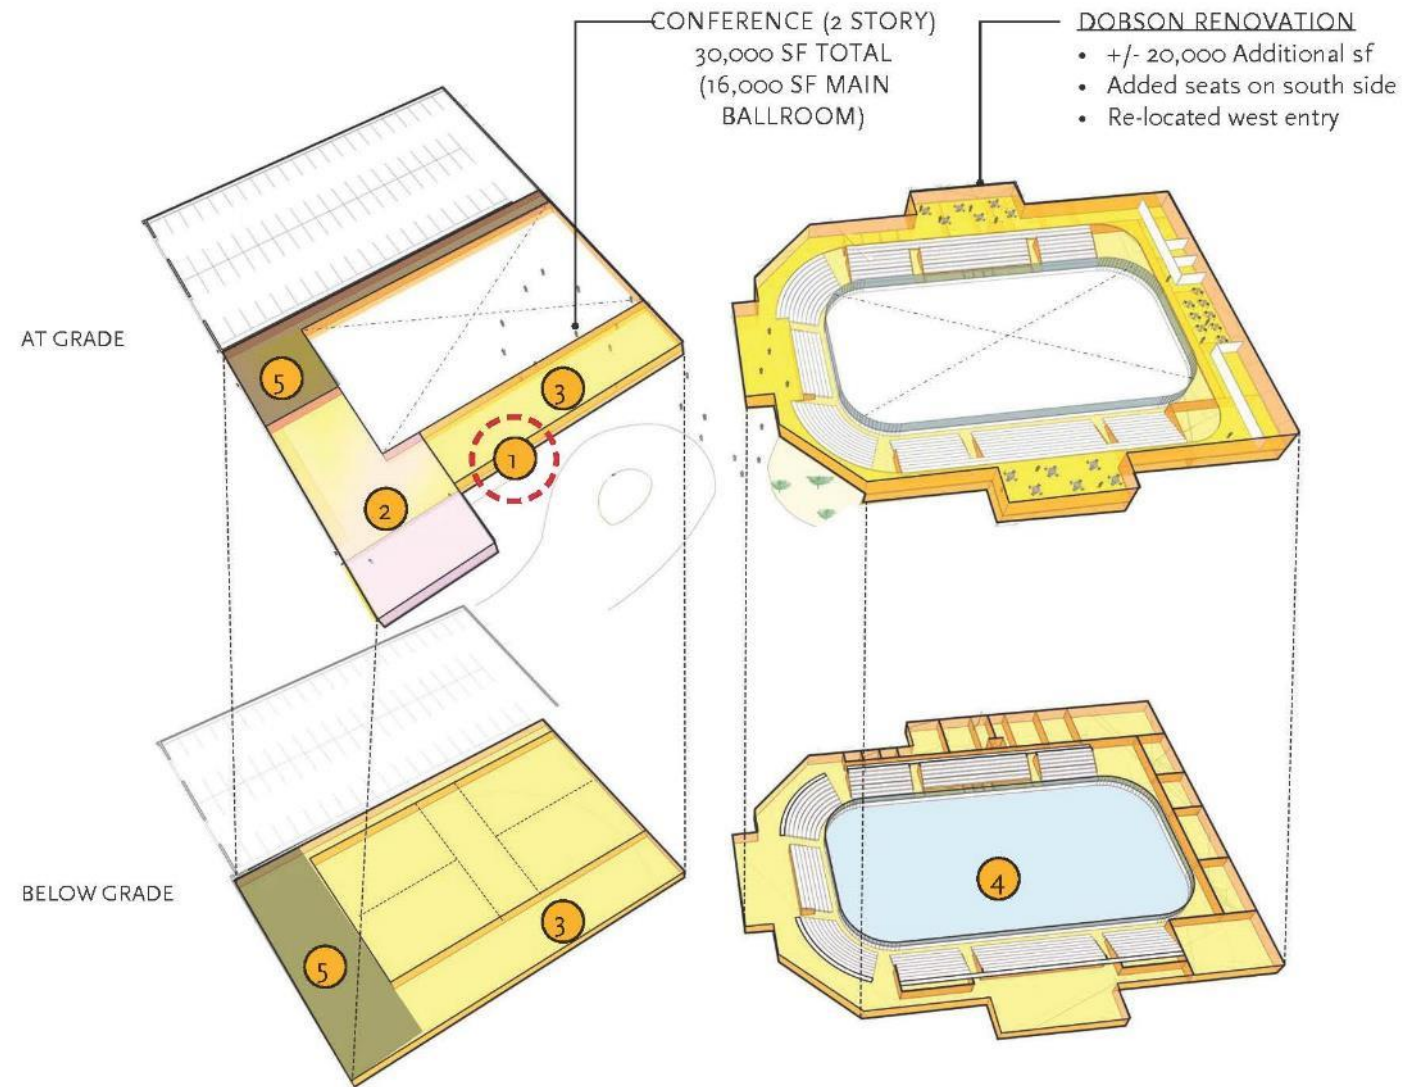 CONFERENCE (2 STORY)
30,000 SF TOTAL
(16,000 SF MAIN
BALLROOM)
DOBSON RENOVATION
• +/- 20,000 Additional sf
• Added seats on south side
• Re-located west entry
AT GRADE
5
3
1
2
BELOW GRADE
4
3
5